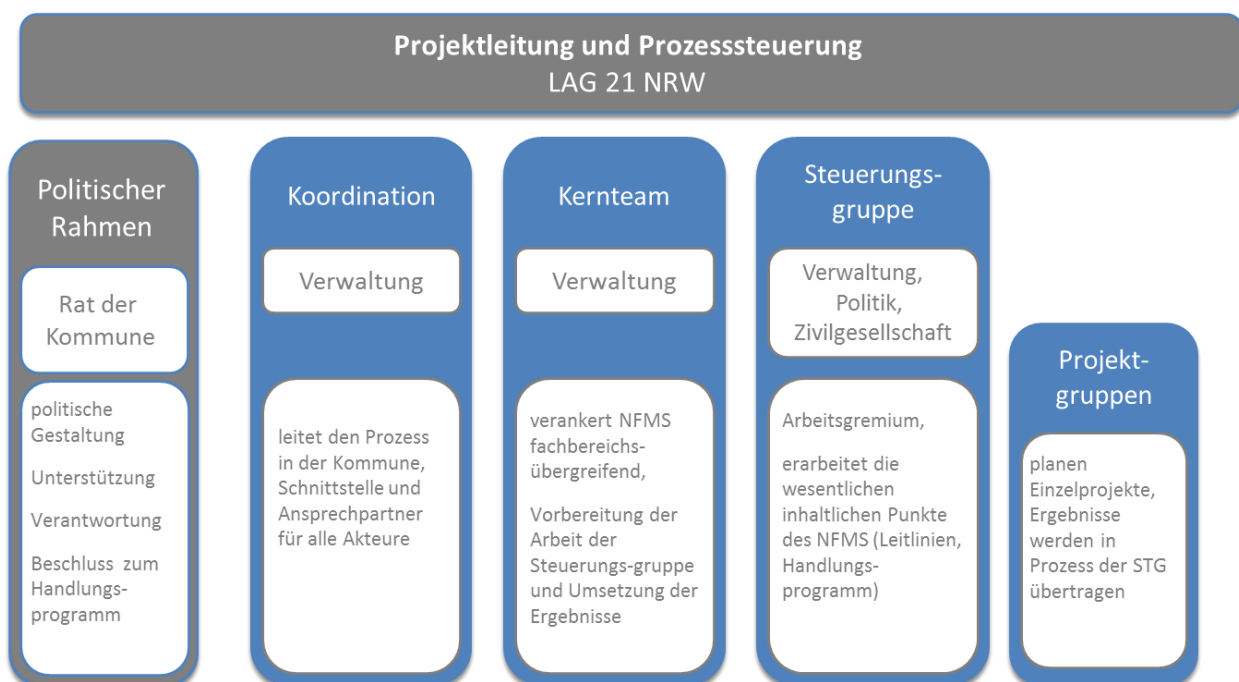 Projektleitung und Prozesssteuerung
LAG 21 NRW
Politischer
Rahmen
Rat der
Kommune
politische
Gestaltung
Unterstützung
Verantwortung
Beschluss zum
Handlungs-
programm
Koordination
Verwaltung
leitet den Prozess
in der Kommune,
Schnittstelle und
Ansprechpartner
für alle Akteure
Kernteam
Verwaltung
verankert NFMS
fachbereichs-
übergreifend,
Vorbereitung der
Arbeit der
Steuerungs-gruppe
und Umsetzung der
Ergebnisse
Steuerungs-
gruppe
Verwaltung,
Politik,
Zivilgesellschaft
Arbeitsgremium,
erarbeitet die
wesentlichen
inhaltlichen Punkte
des NFMS (Leitlinien,
Handlungs-
programm)
Projekt-
gruppen
planen
Einzelprojekte,
Ergebnisse
werden in
Prozess der STG
übertragen